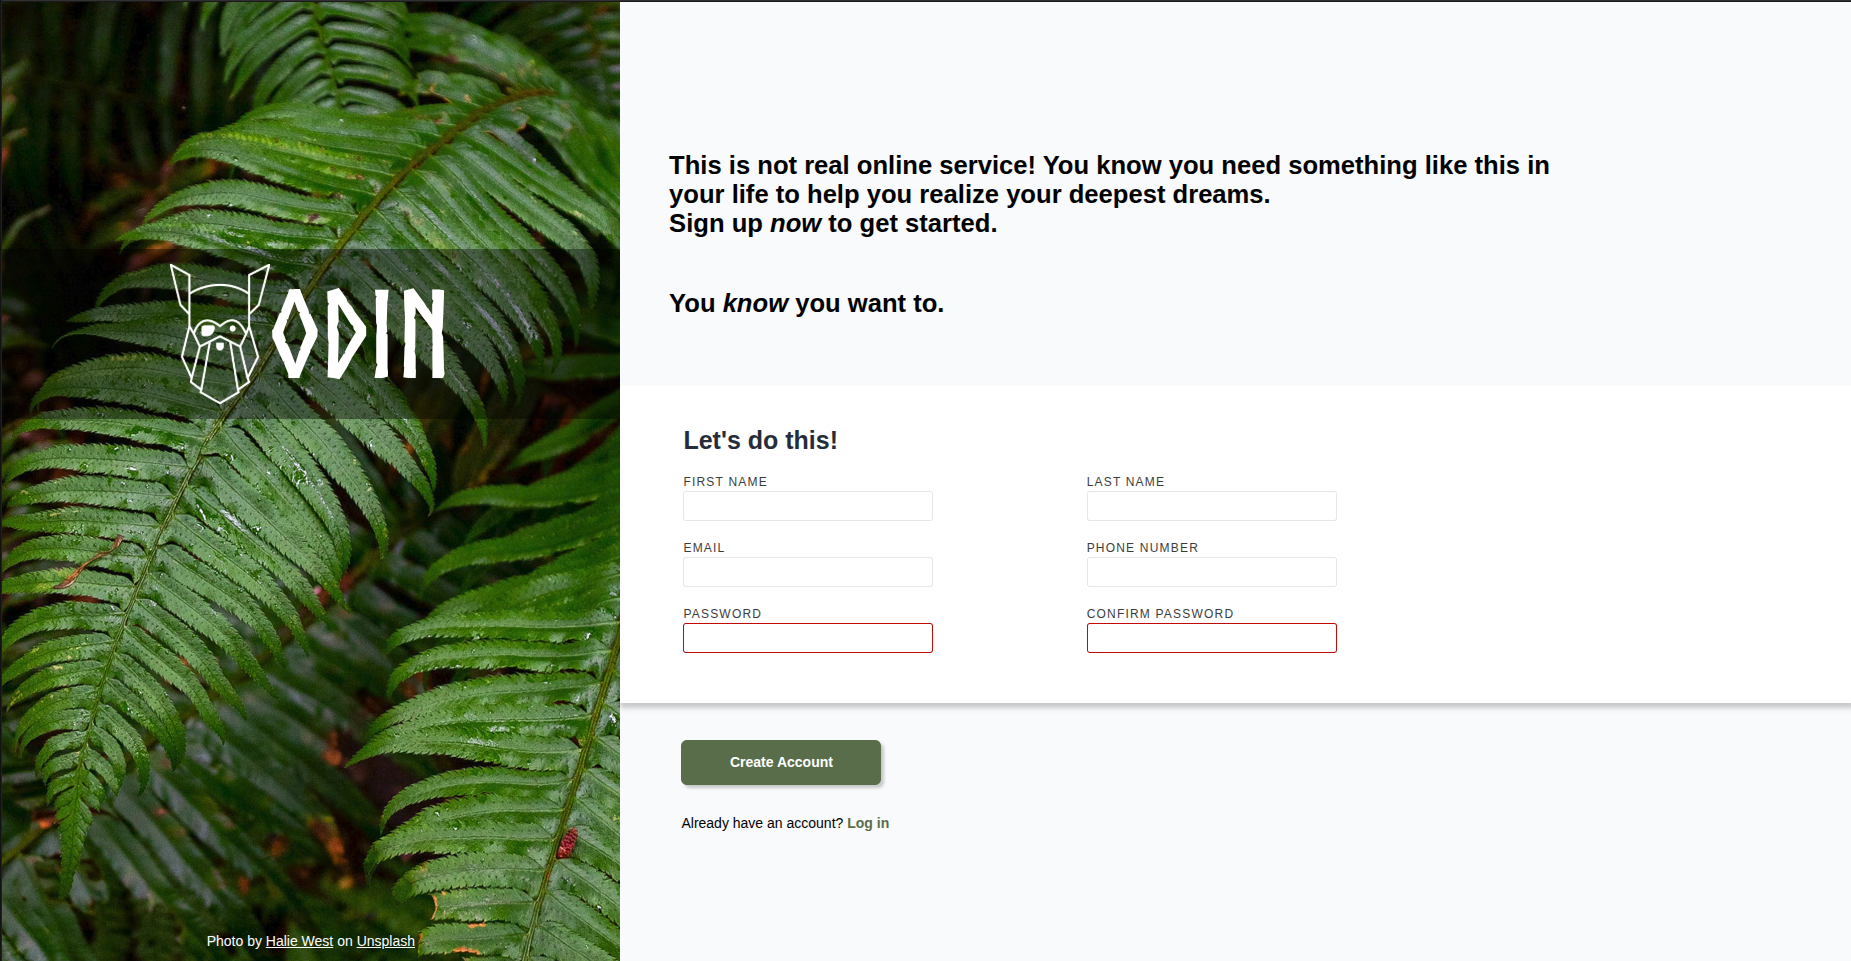 This is not real online service! You know you need something like this in
your life to help you realize your deepest dreams.
Sign up now to get started.
You know you want to.
ODIN
Let's do this!
FIRST NAME
LAST NAME
EMAIL
PHONE NUMBER
PASSWORD
CONFIRM PASSWORD
Create Account
Already have an account? Log in
Photo by Halie West on Unsplash